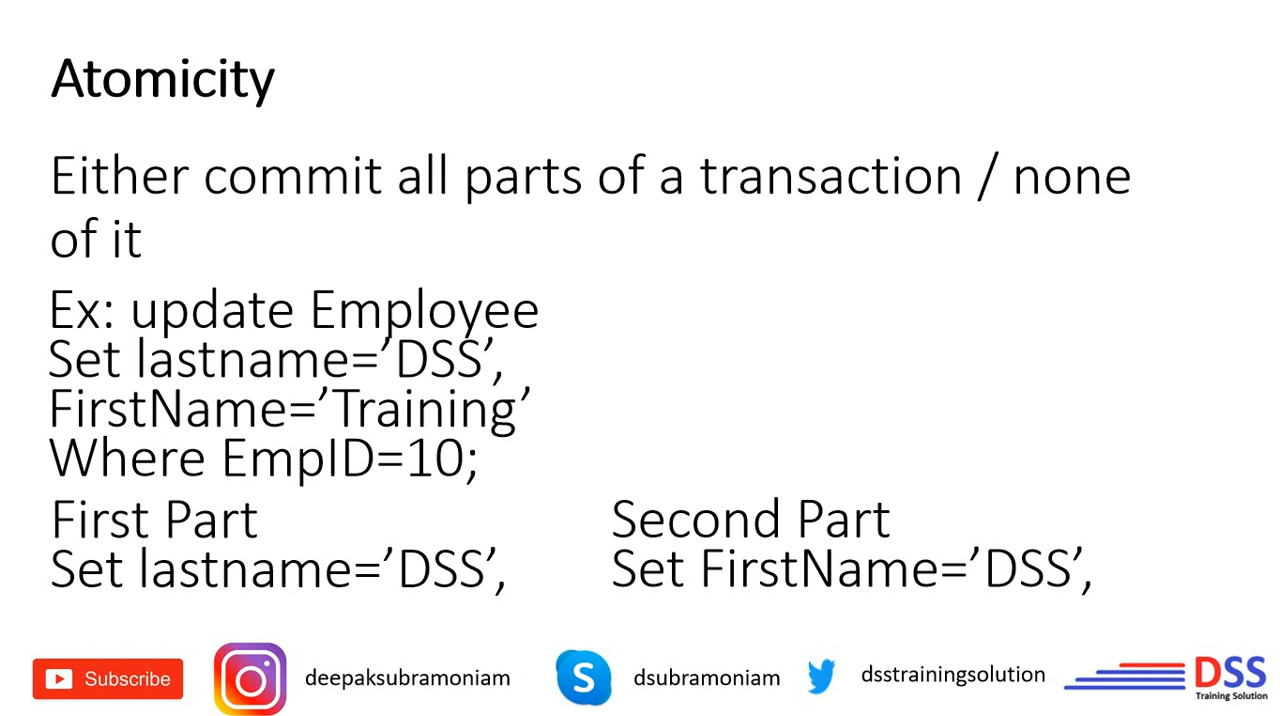 Atomicity
Either commit all parts of a transaction / none
of it
Ex: update Employee
Set lastname=’DSS’,
FirstName=’Training’
Where EmpID=10;
First Part
Set lastname=’DSS’,
Second Part
Set FirstName=’DSS’,
Subscribe
deepaksubramoniam
S
dsubramoniam
dsstrainingsolution
DSS
Training Solution